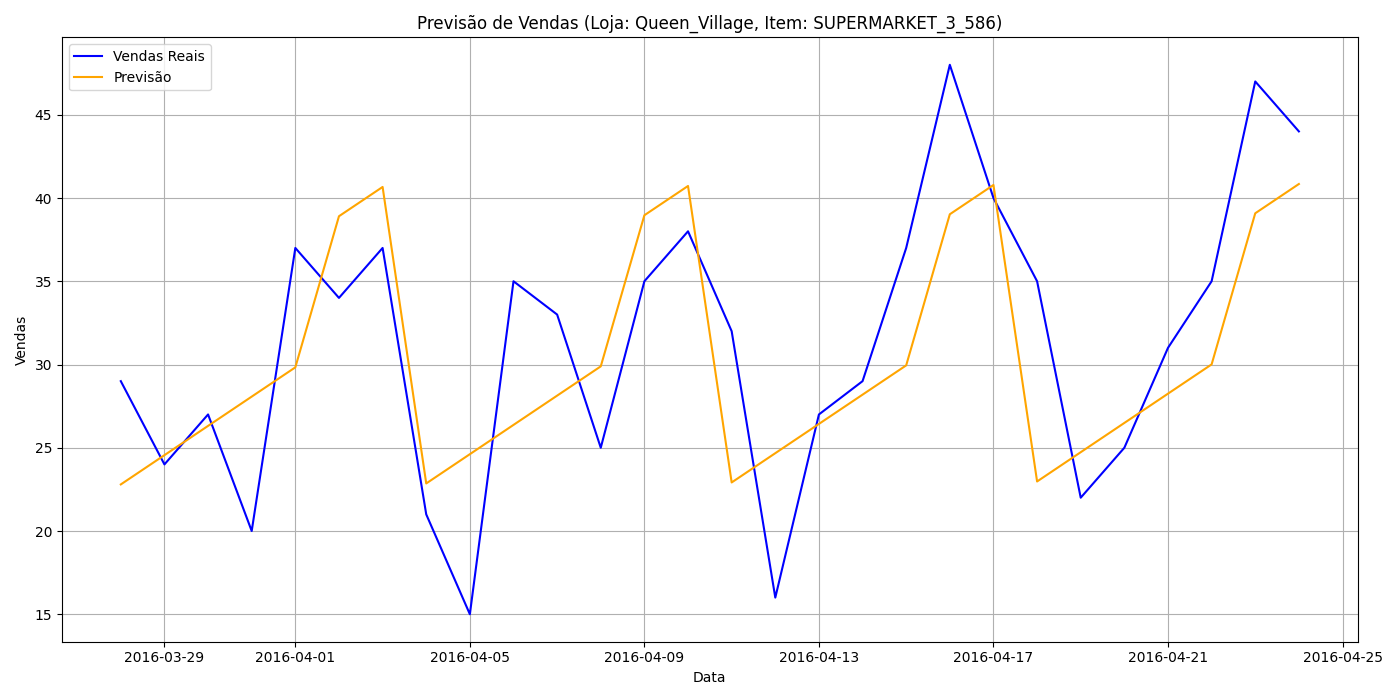 Previsão de Vendas (Loja: Queen_Village, Item: SUPERMARKET_3_586)
Vendas Reais
Previsão
45
40
35
30
25
20
15
Vendas
2016-03-29 2016-04-01 2016-04-05 2016-04-09 2016-04-13 2016-04-17 2016-04-21 2016-04-25
Data